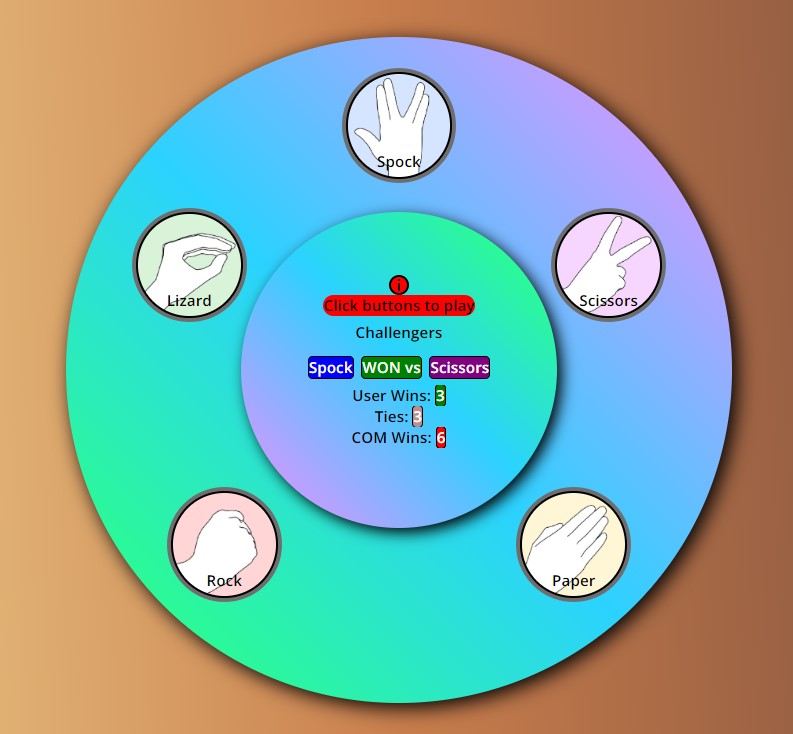 Spock
Lizard
Scissors
i
Click buttons to play
Challengers
Spock WON vs Scissors
User Wins: 3
Ties: 3
COM Wins: 6
Rock
Paper